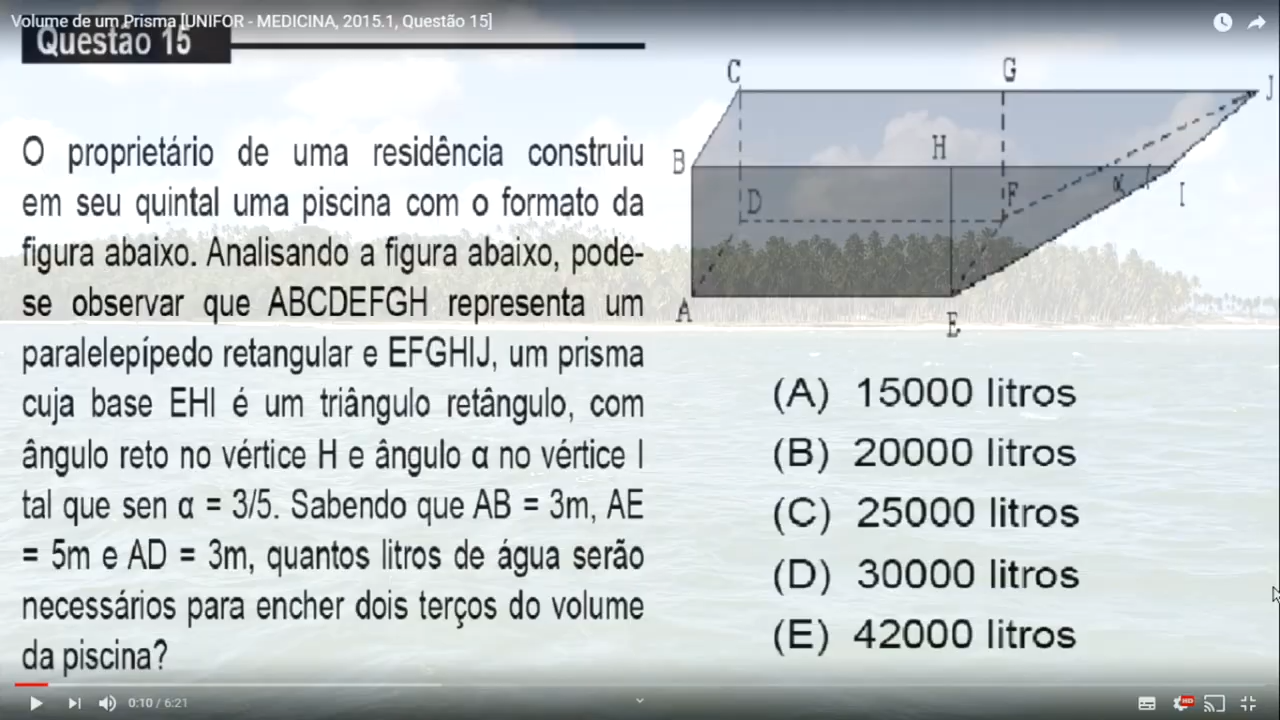 Volume de um Prisma [UNIFOR - MEDICINA, 2015.1, Questão 15]
Questão 15
O proprietário de uma residência construiu
em seu quintal uma piscina com o formato da
figura abaixo. Analisando a figura abaixo, pode-
se observar que ABCDEFGH representa um
paralelepípedo retangular e EFGHIJ, um prisma
cuja base EHI é um triângulo retângulo, com
ângulo reto no vértice H e ângulo α no vértice I
tal que sen α = 3/5. Sabendo que AB = 3m, AE
= 5m e AD = 3m, quantos litros de água serão
necessários para encher dois terços do volume
da piscina?
C G J
B H
D F α I
A E
(A) 15000 litros
(B) 20000 litros
(C) 25000 litros
(D) 30000 litros
(E) 42000 litros
0:10 / 6:21
HD